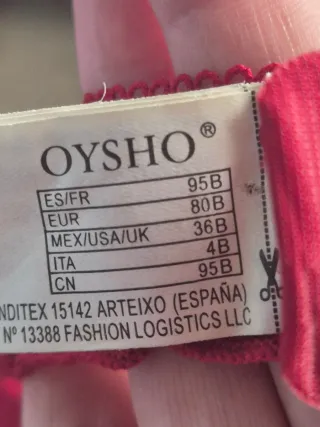 OYSHO®
ES/FR 95B
EUR 80B
MEX/USA/UK 36B
ITA 4B
CN 95B
NDITEX 15142 ARTEIXO (ESPAÑA)
Nº 13388 FASHION LOGISTICS LLC